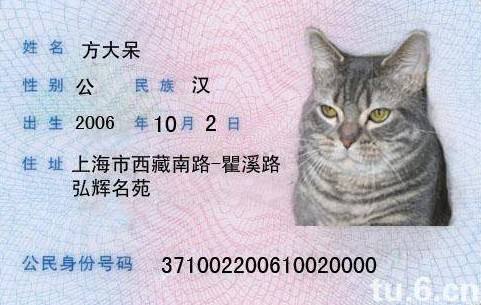 姓名 方大呆
性别 公 民族 汉
出生 2006 年 10 月 2 日
住址 上海市西藏南路-瞿溪路
弘辉名苑
公民身份号码 371002200610020000
tu.6.cn